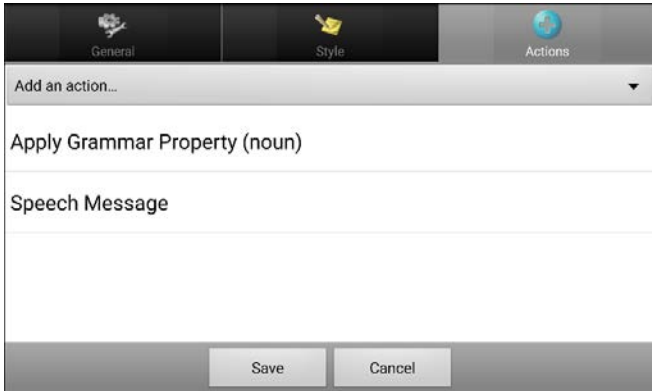 General
Style
Actions
Add an action...
Apply Grammar Property (noun)
Speech Message
Save
Cancel